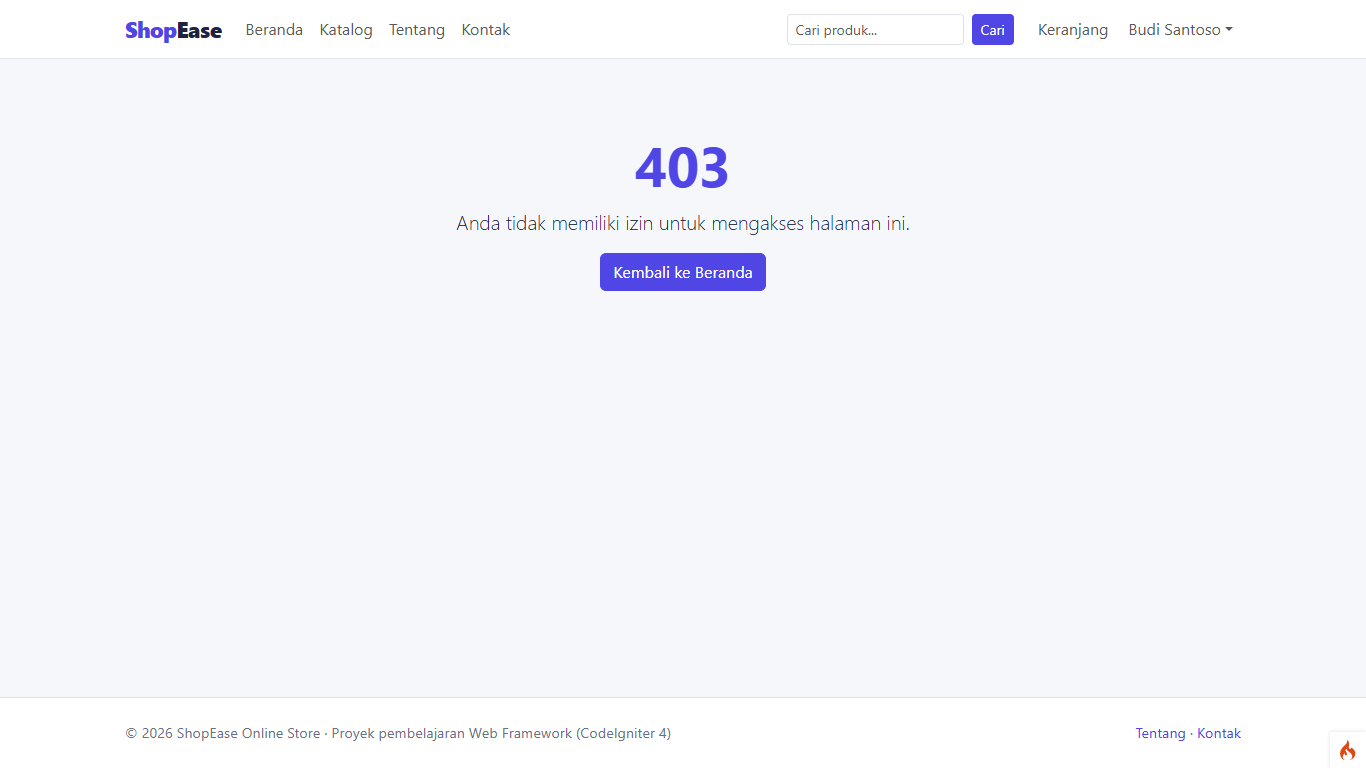 ShopEase Beranda Katalog Tentang Kontak Cari produk... Cari Keranjang Budi Santoso
403
Anda tidak memiliki izin untuk mengakses halaman ini.
Kembali ke Beranda
© 2026 ShopEase Online Store · Proyek pembelajaran Web Framework (CodeIgniter 4) Tentang · Kontak